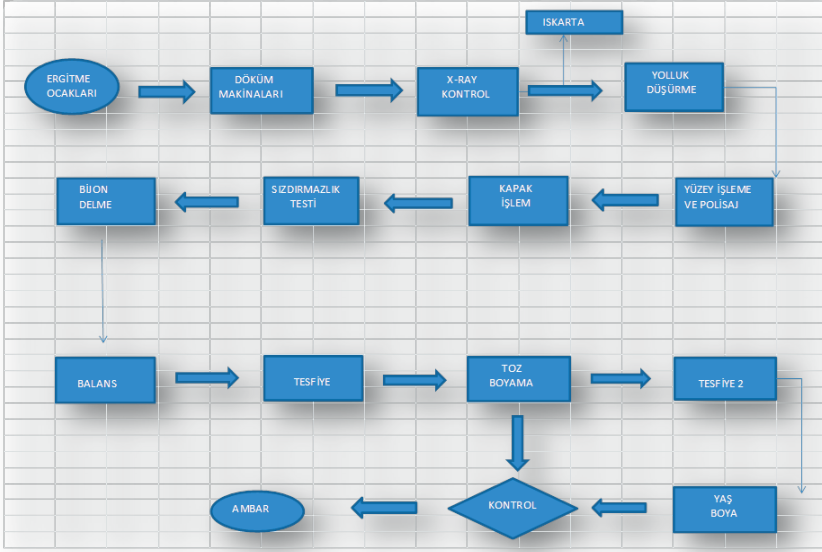 ISKARTA
ERGİTME
OCAKLARI
DÖKÜM
MAKİNALARI
X-RAY
KONTROL
YOLLUK
DÜŞÜRME
BİJON
DELME
SIZDIRMAZLIK
TESTİ
KAPAK
İŞLEM
YÜZEY İŞLEME
VE POLİSAJ
BALANS
TESFİYE
TOZ
BOYAMA
TESFİYE 2
AMBAR
KONTROL
YAŞ
BOYA